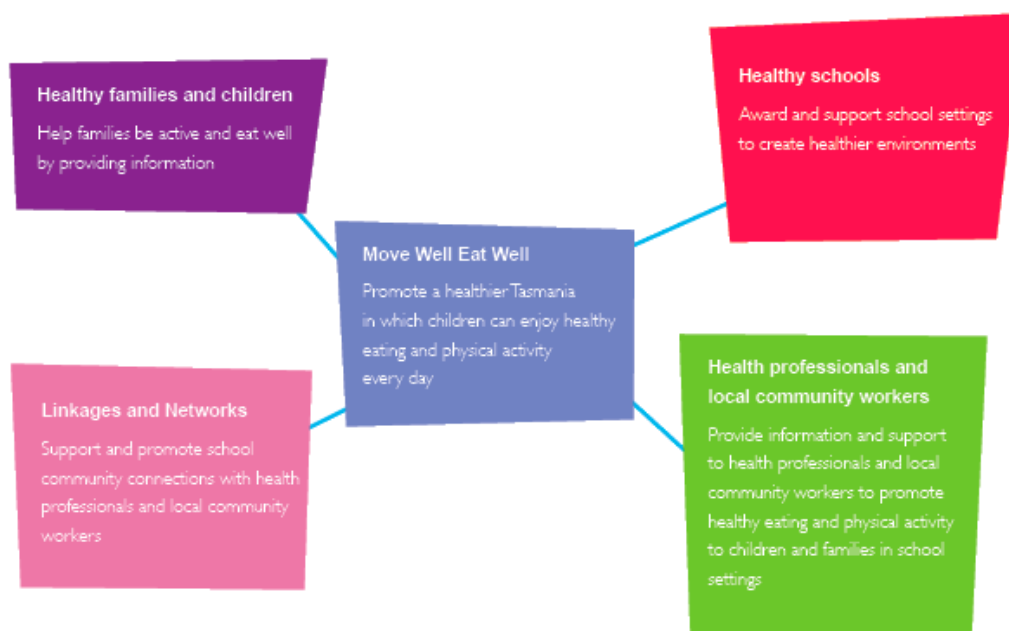 Healthy families and children
Help families be active and eat well
by providing information
Healthy schools
Award and support school settings
to create healthier environments
Move Well Eat Well
Promote a healthier Tasmania
in which children can enjoy healthy
eating and physical activity
every day
Linkages and Networks
Support and promote school
community connections with health
professionals and local community
workers
Health professionals and
local community workers
Provide information and support
to health professionals and local
community workers to promote
healthy eating and physical activity
to children and families in school
settings